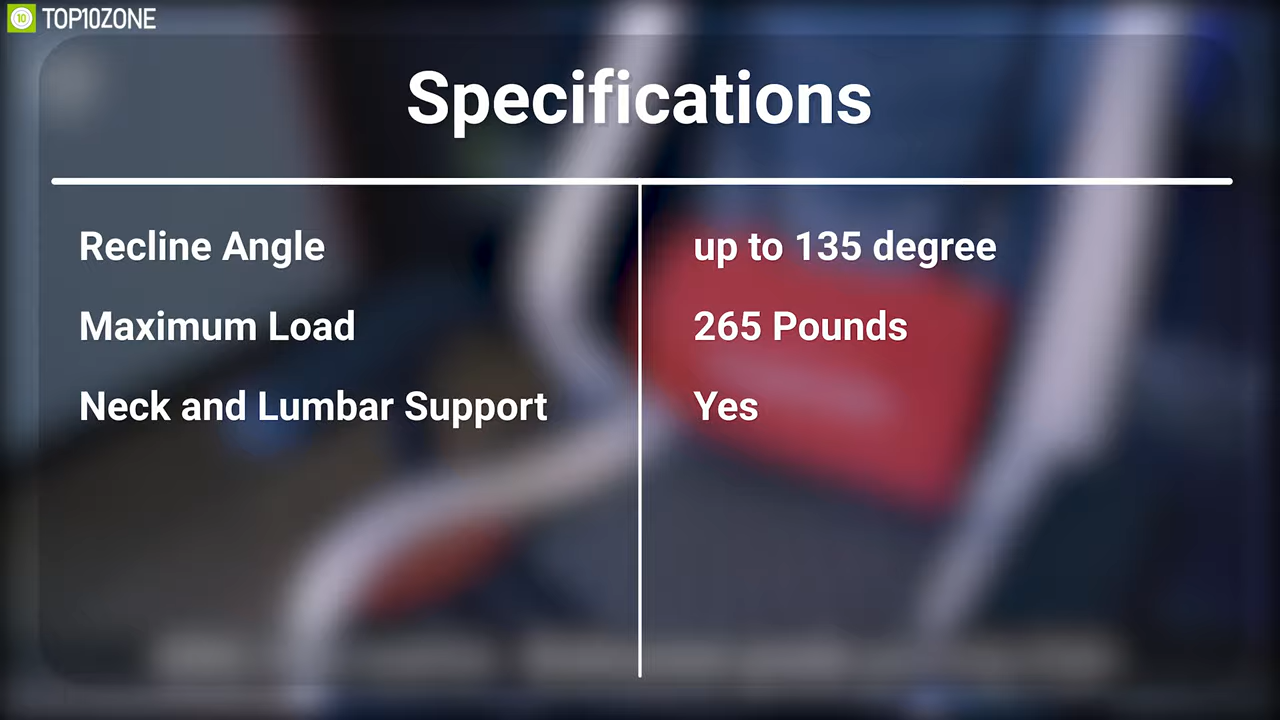 TOP10ZONE
Specifications
Recline Angle up to 135 degree
Maximum Load 265 Pounds
Neck and Lumbar Support Yes